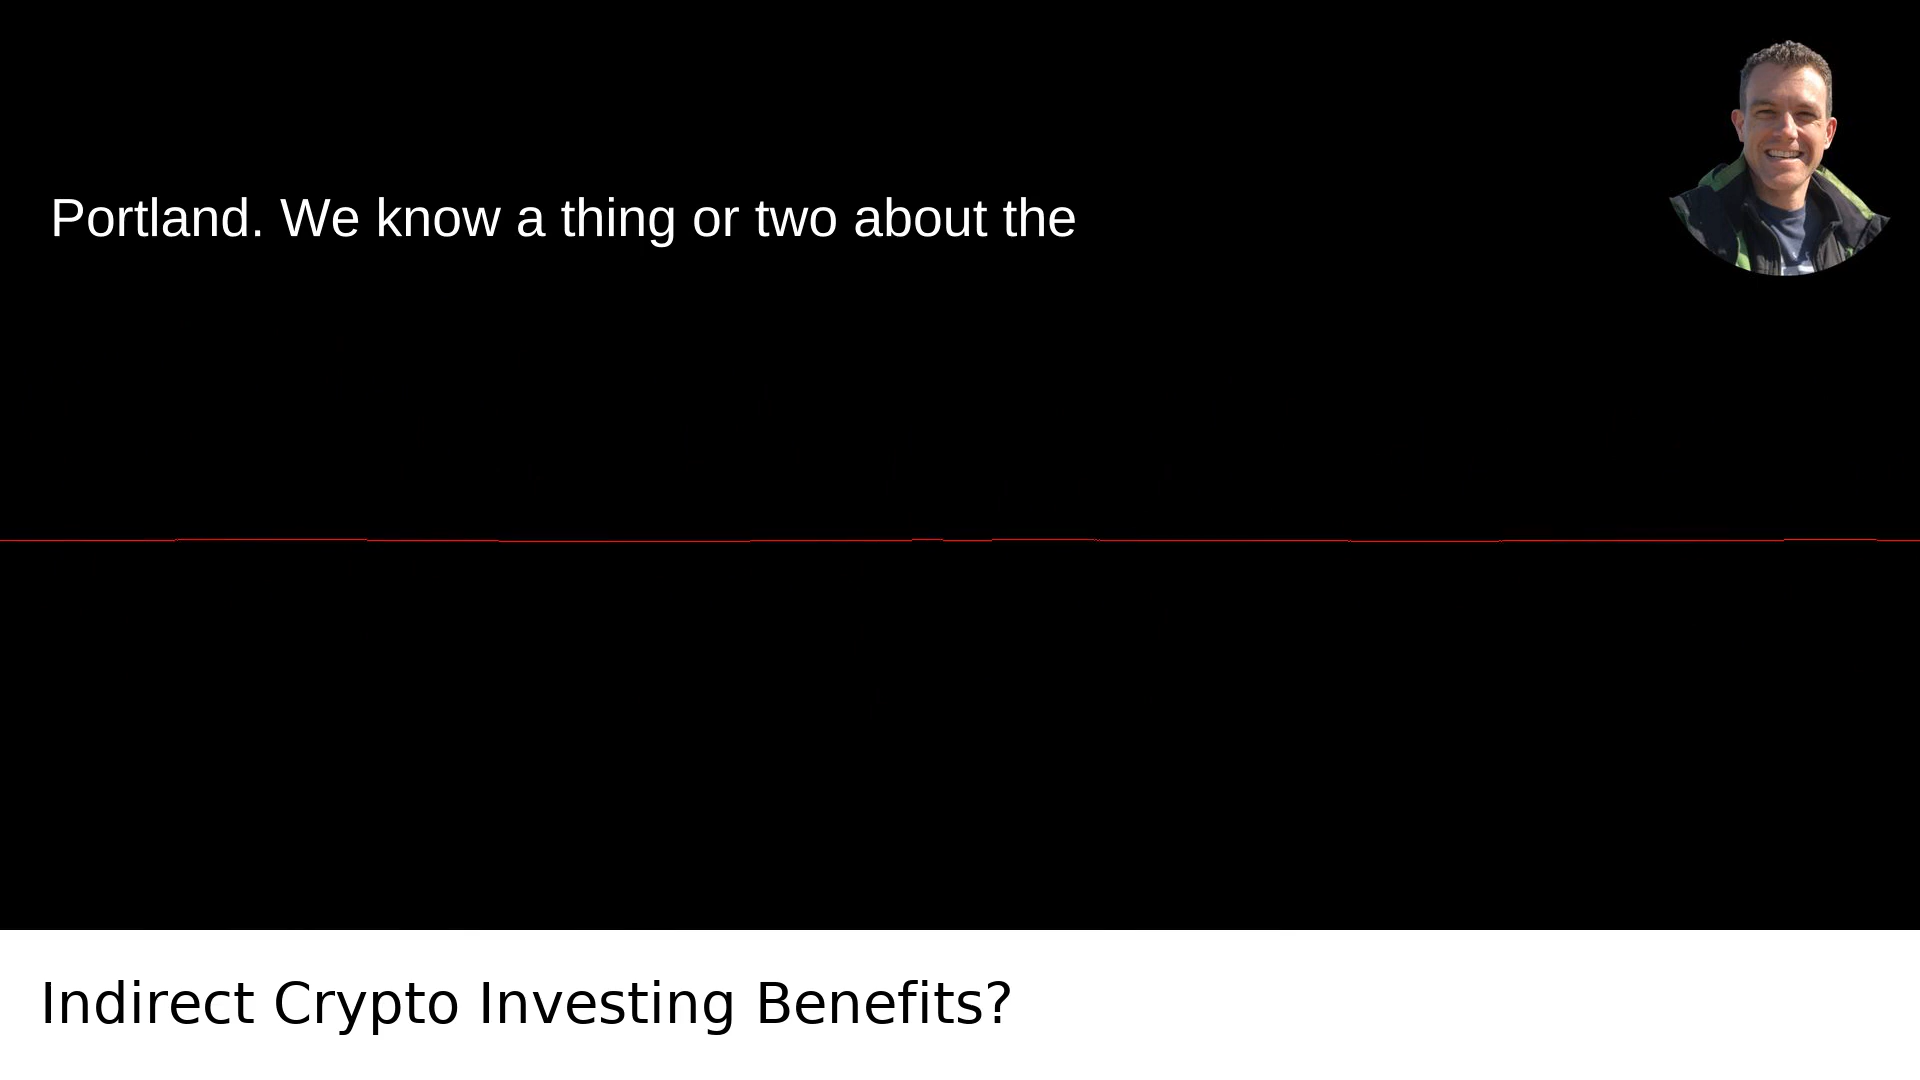 Portland. We know a thing or two about the
Indirect Crypto Investing Benefits?